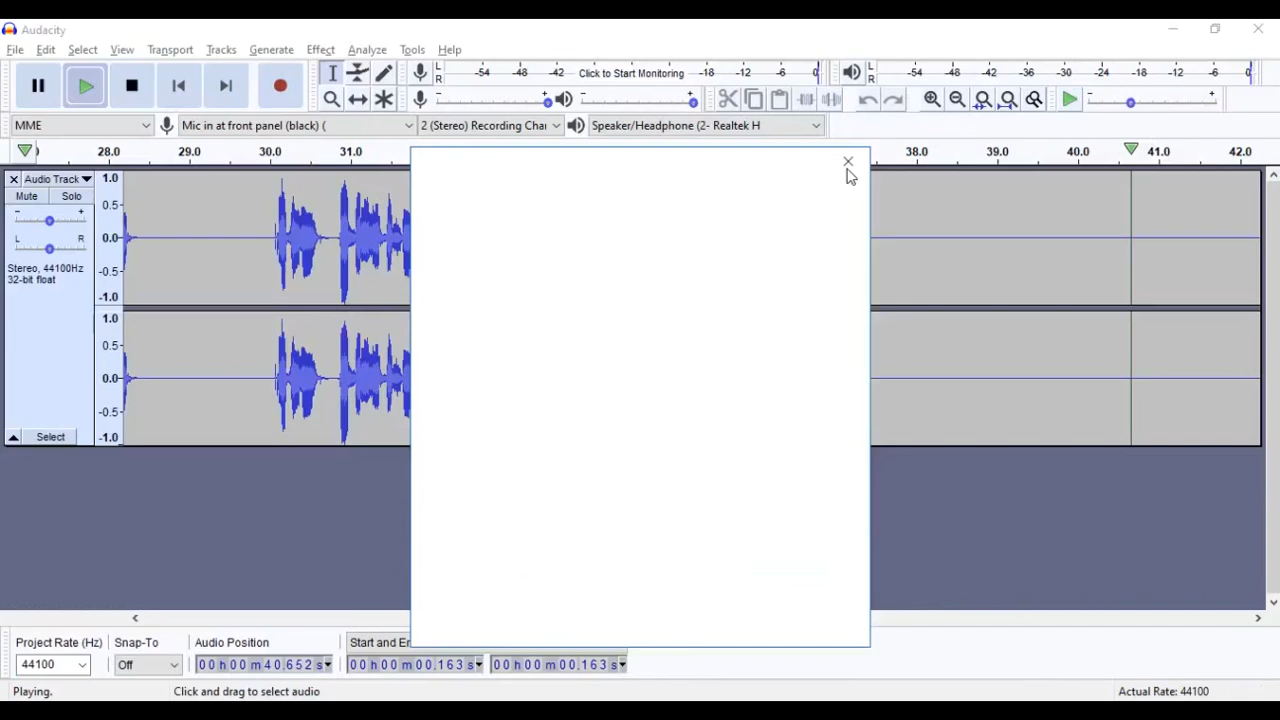 Audacity
File Edit Select View Transport Tracks Generate Effect Analyze Tools Help
L R -54 -48 -42 Click to Start Monitoring -18 -12 -6 0 L R -54 -48 -42 -36 -30 -24 -18 -12 -6 0
- + - + - +
MME Mic in at front panel (black) ( 2 (Stereo) Recording Chai Speaker/Headphone (2- Realtek H
28.0 29.0 30.0 31.0 38.0 39.0 40.0 41.0 42.0
Audio Track 1.0
Mute Solo 0.5
- +
L R 0.0
Stereo, 44100Hz -0.5
32-bit float
-1.0
1.0
0.5
0.0
-0.5
Select -1.0
Project Rate (Hz) Snap-To Audio Position Start and E
44100 Off 00 h 00 m 40.652 s 00 h 00 m 00.163 s 00 h 00 m 00.163 s
Playing. Click and drag to select audio Actual Rate: 44100